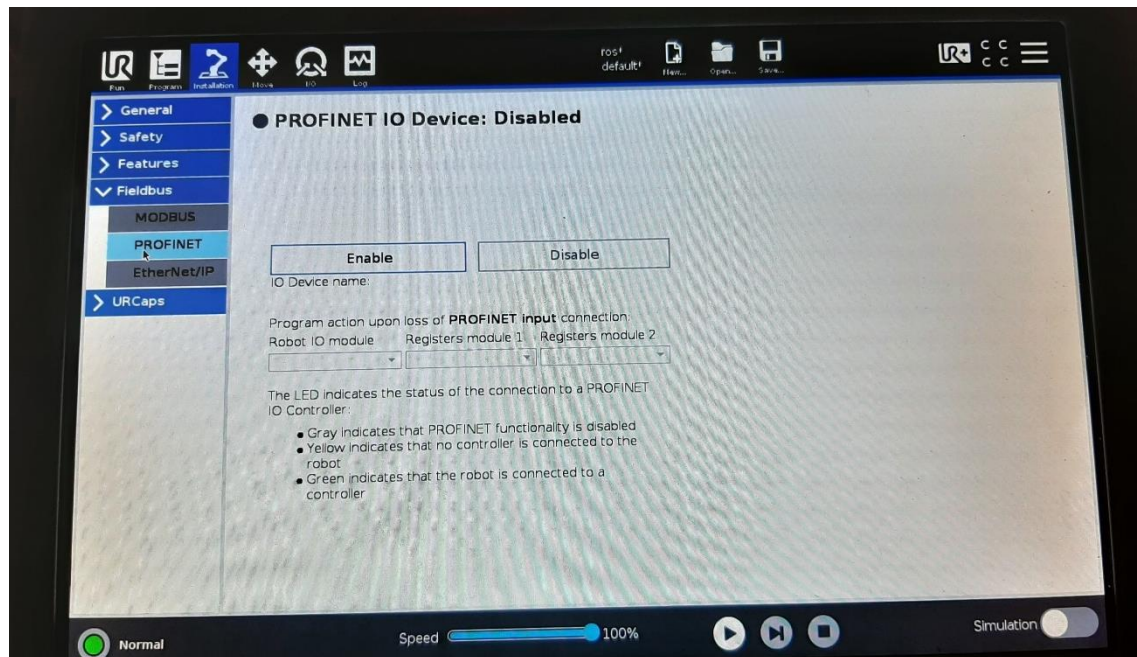 ros*
default*
UR+
C C
C C
Run Program Installation Move I/O Log New... Open... Save...
General
Safety
Features
Fieldbus
MODBUS
PROFINET
EtherNet/IP
URCaps
PROFINET IO Device: Disabled
Enable Disable
IO Device name:
Program action upon loss of PROFINET input connection:
Robot IO module Registers module 1 Registers module 2
The LED indicates the status of the connection to a PROFINET
IO Controller:
Gray indicates that PROFINET functionality is disabled
Yellow indicates that no controller is connected to the
robot
Green indicates that the robot is connected to a
controller
Normal Speed 100% Simulation